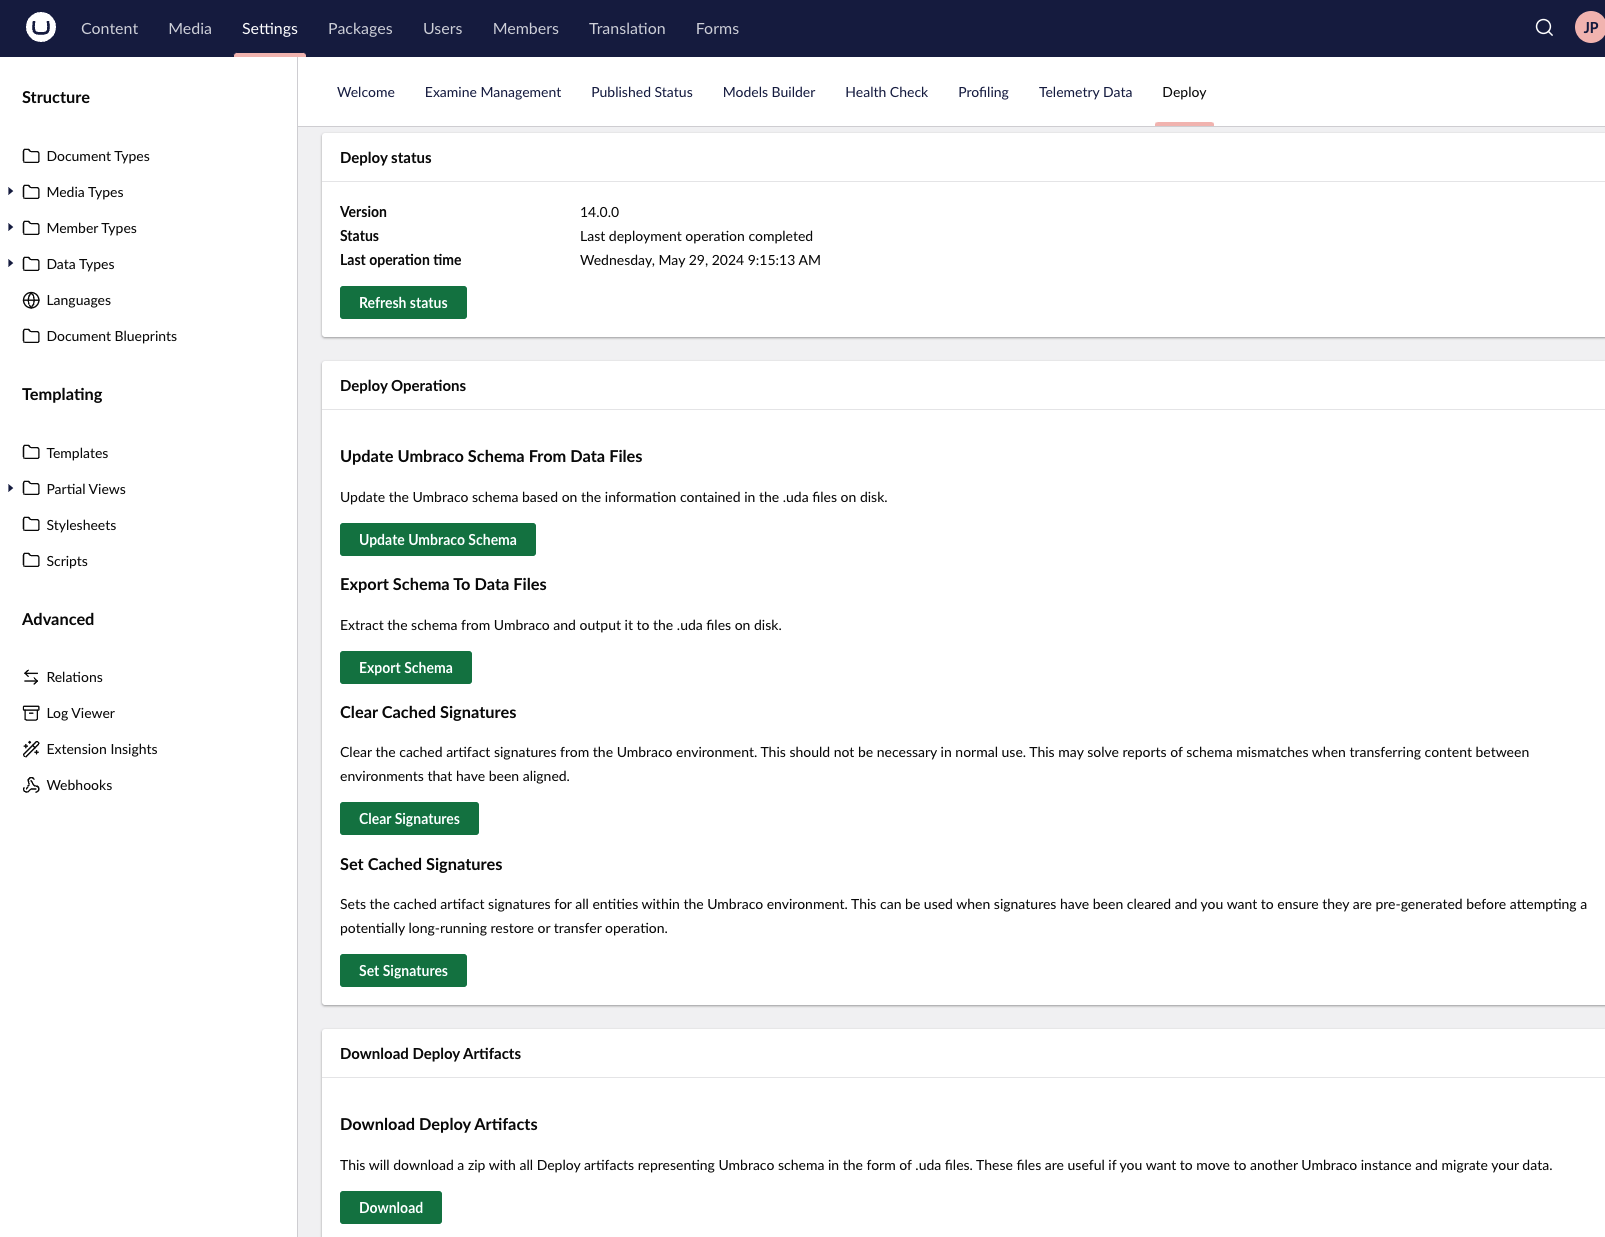 Content Media Settings Packages Users Members Translation Forms JP
Welcome Examine Management Published Status Models Builder Health Check Profiling Telemetry Data Deploy
Structure
Document Types
Media Types
Member Types
Data Types
Languages
Document Blueprints
Templating
Templates
Partial Views
Stylesheets
Scripts
Advanced
Relations
Log Viewer
Extension Insights
Webhooks
Deploy status
Version 14.0.0
Status Last deployment operation completed
Last operation time Wednesday, May 29, 2024 9:15:13 AM
Refresh status
Deploy Operations
Update Umbraco Schema From Data Files
Update the Umbraco schema based on the information contained in the .uda files on disk.
Update Umbraco Schema
Export Schema To Data Files
Extract the schema from Umbraco and output it to the .uda files on disk.
Export Schema
Clear Cached Signatures
Clear the cached artifact signatures from the Umbraco environment. This should not be necessary in normal use. This may solve reports of schema mismatches when transferring content between
environments that have been aligned.
Clear Signatures
Set Cached Signatures
Sets the cached artifact signatures for all entities within the Umbraco environment. This can be used when signatures have been cleared and you want to ensure they are pre-generated before attempting a
potentially long-running restore or transfer operation.
Set Signatures
Download Deploy Artifacts
Download Deploy Artifacts
This will download a zip with all Deploy artifacts representing Umbraco schema in the form of .uda files. These files are useful if you want to move to another Umbraco instance and migrate your data.
Download